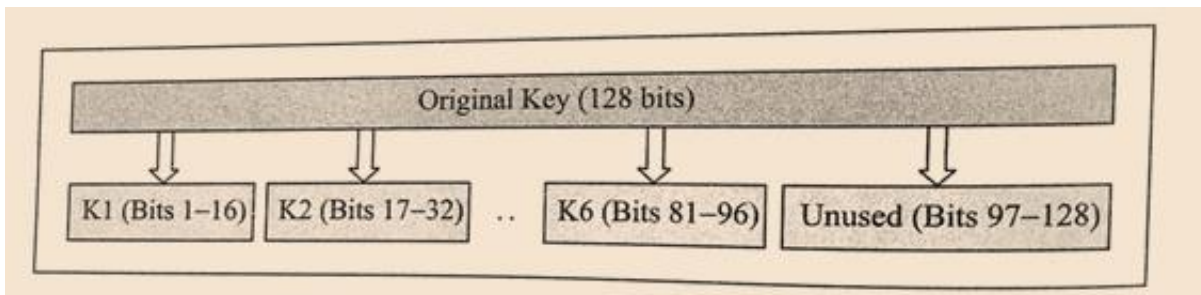 Original Key (128 bits)
K1 (Bits 1–16) K2 (Bits 17–32) .. K6 (Bits 81–96) Unused (Bits 97–128)